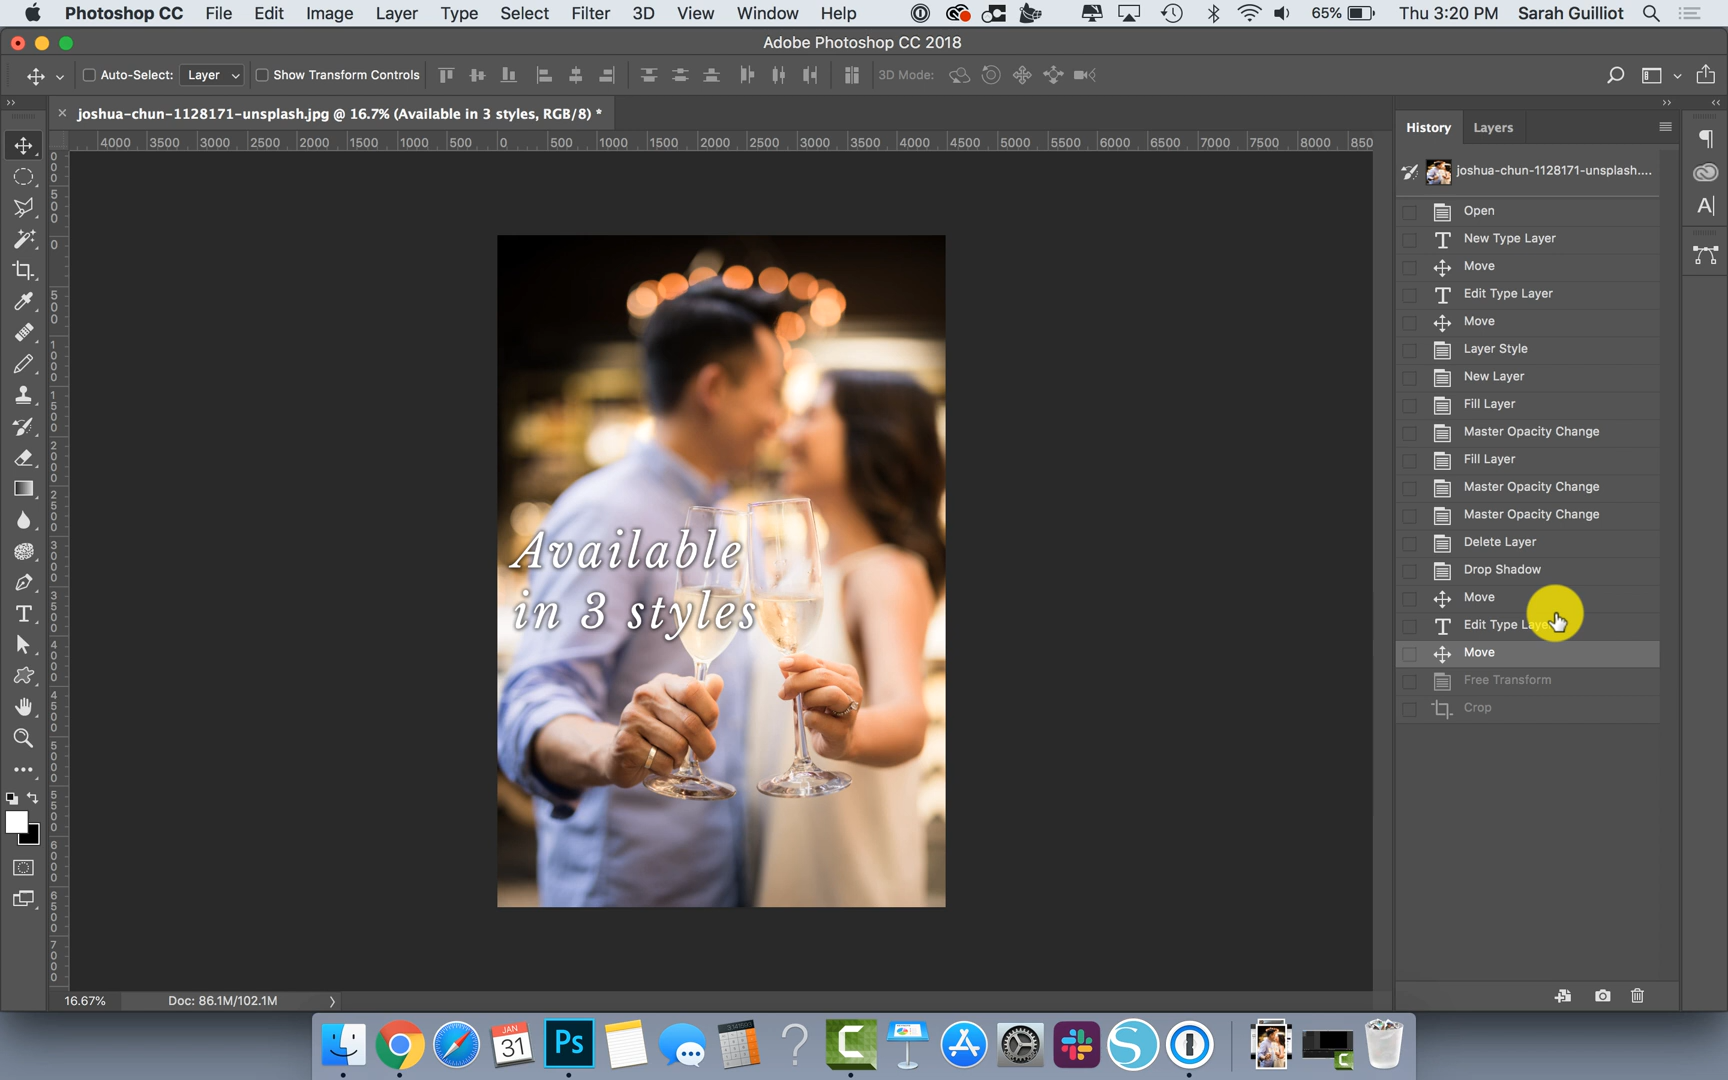 Photoshop CC File Edit Image Layer Type Select Filter 3D View Window Help 65% Thu 3:20 PM Sarah Guilliot
Adobe Photoshop CC 2018
Auto-Select: Layer Show Transform Controls 3D Mode:
joshua-chun-1128171-unsplash.jpg @ 16.7% (Available in 3 styles, RGB/8) *
4000 3500 3000 2500 2000 1500 1000 500 0 500 1000 1500 2000 2500 3000 3500 4000 4500 5000 5500 6000 6500 7000 7500 8000 850
History Layers
joshua-chun-1128171-unsplash....
Open
New Type Layer
Move
Edit Type Layer
Move
Layer Style
New Layer
Fill Layer
Master Opacity Change
Fill Layer
Master Opacity Change
Master Opacity Change
Delete Layer
Drop Shadow
Move
Edit Type Layer
Move
Free Transform
Crop
Available
in 3 styles
16.67% Doc: 86.1M/102.1M
JAN
31
Ps